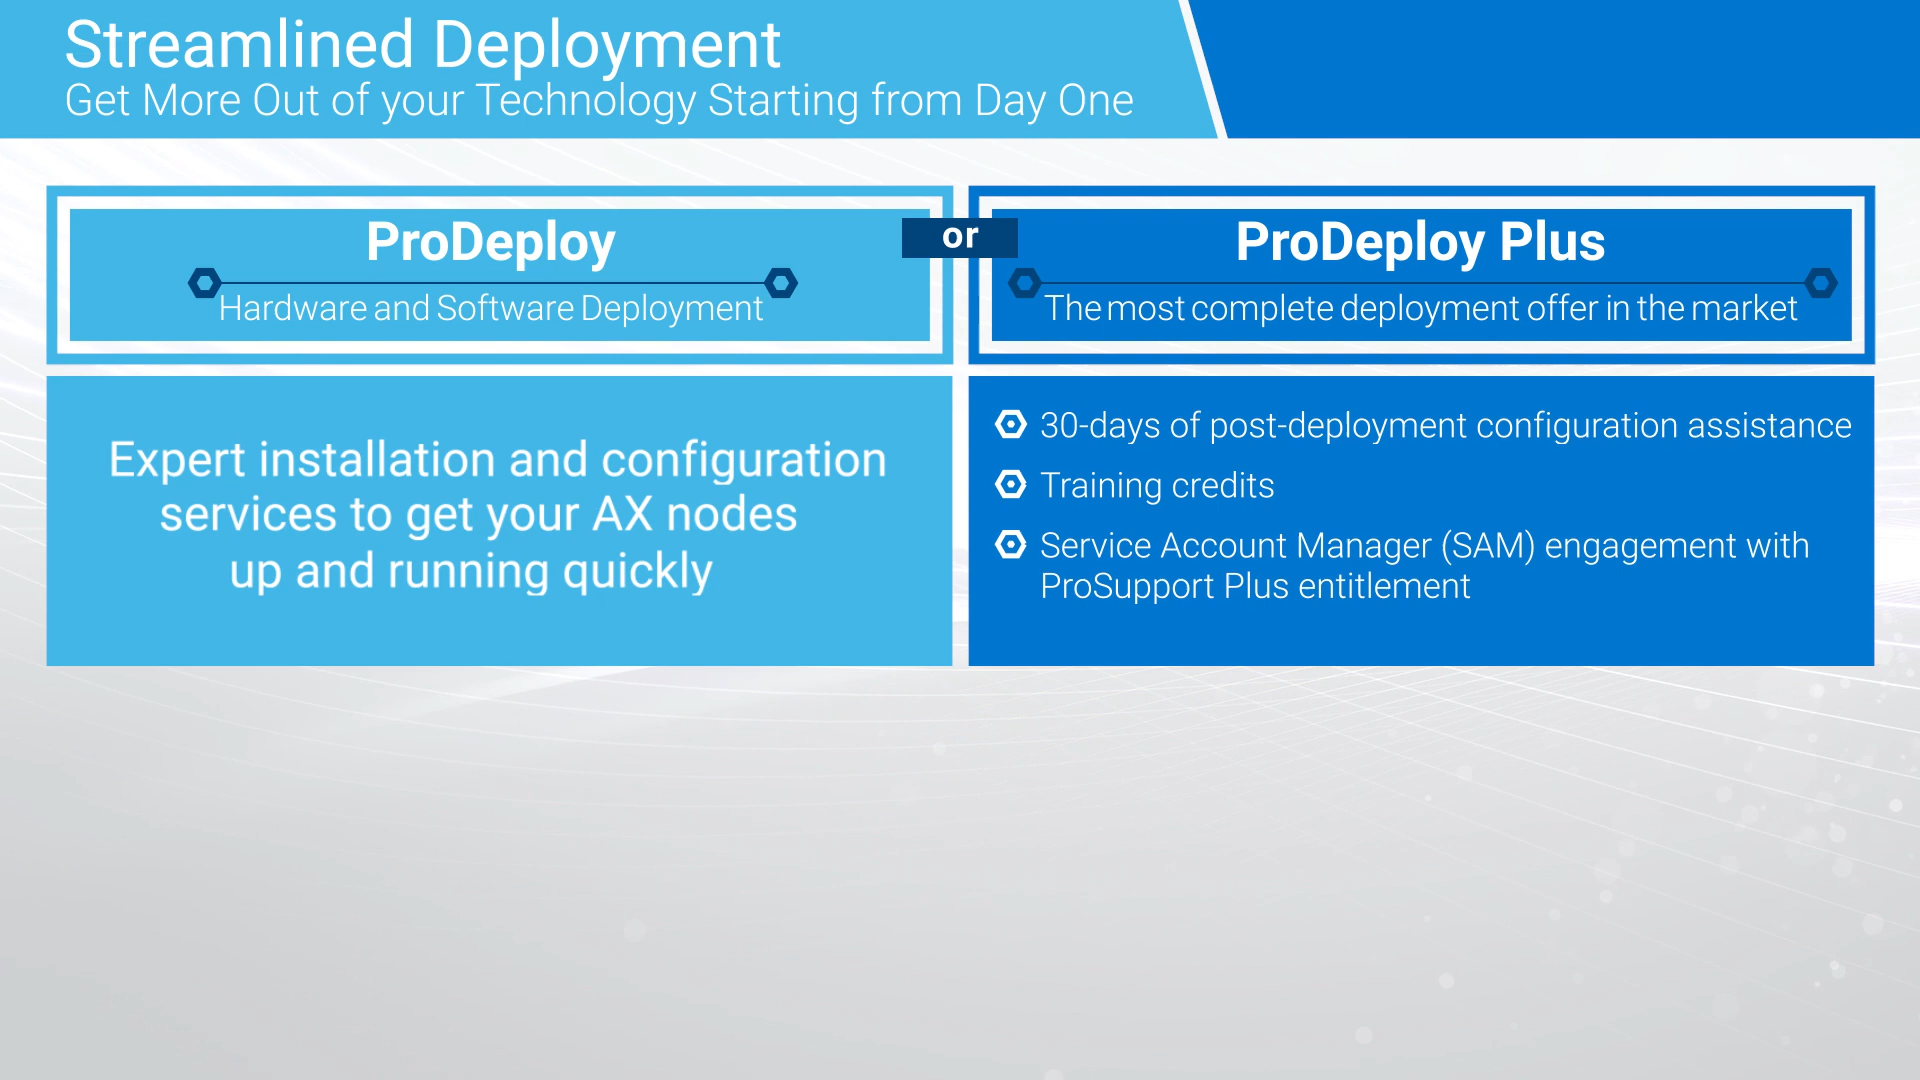 Streamlined Deployment
Get More Out of your Technology Starting from Day One
ProDeploy
Hardware and Software Deployment
or
ProDeploy Plus
The most complete deployment offer in the market
Expert installation and configuration
services to get your AX nodes
up and running quickly
30-days of post-deployment configuration assistance
Training credits
Service Account Manager (SAM) engagement with
ProSupport Plus entitlement